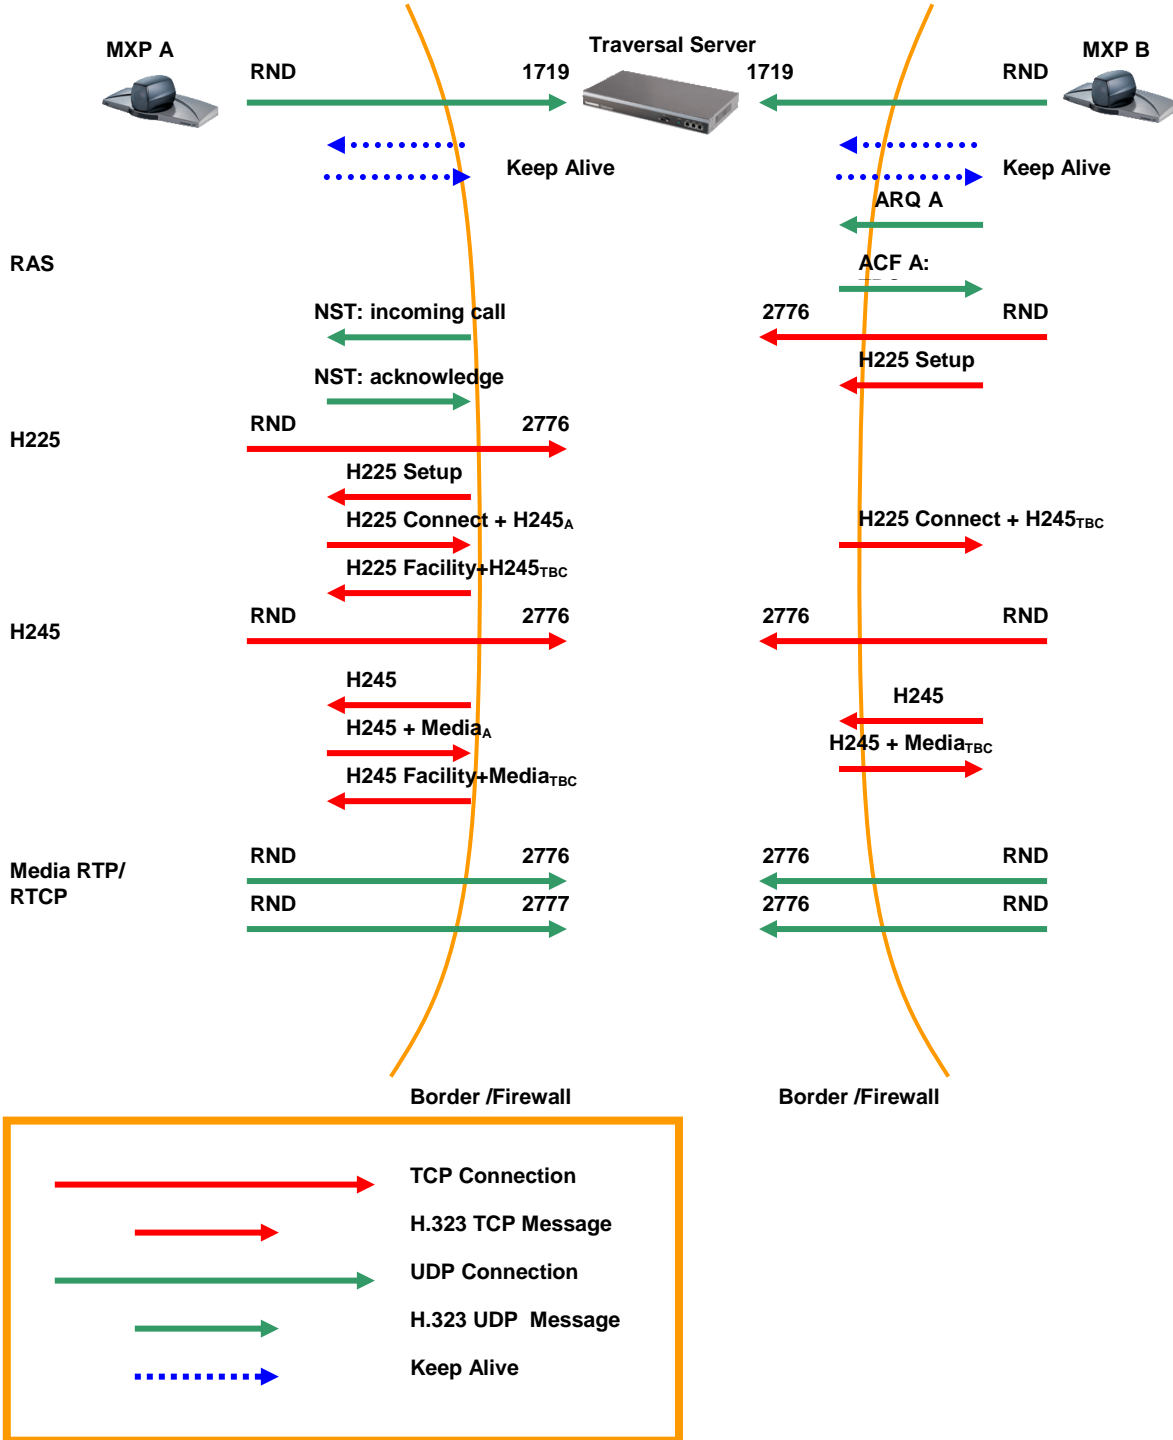 MXP A
Traversal Server
MXP B
RND 1719 1719 RND
Keep Alive Keep Alive
ARQ A
RAS
ACF A:
NST: incoming call
2776 RND
H225 Setup
NST: acknowledge
H225
RND 2776
H225 Setup
H225 Connect + H245A
H225 Connect + H245TBC
H225 Facility+H245TBC
H245
RND 2776 2776 RND
H245
H245
H245 + MediaA
H245 + MediaTBC
H245 Facility+MediaTBC
Media RTP/
RTCP
RND 2776 2776 RND
RND 2777 2776 RND
Border /Firewall Border /Firewall
TCP Connection
H.323 TCP Message
UDP Connection
H.323 UDP Message
Keep Alive